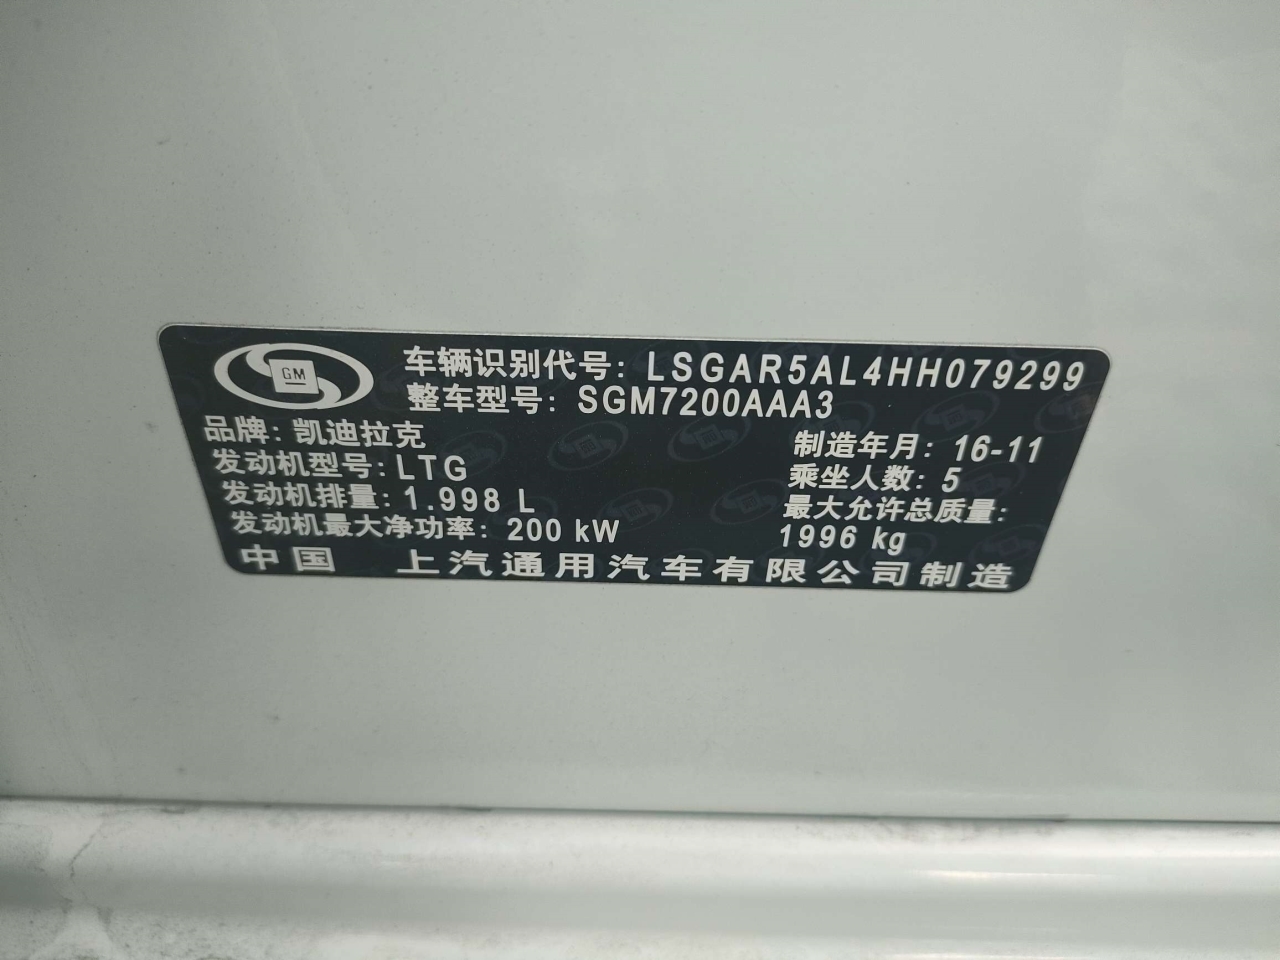 GM
车辆识别代号: LSGAR5AL4HH079299
整车型号: SGM7200AAA3
品牌: 凯迪拉克
制造年月: 16-11
发动机型号: LTG
乘坐人数: 5
发动机排量: 1.998 L
最大允许总质量:
1996 kg
发动机最大净功率: 200 kW
中国 上汽通用汽车有限公司制造